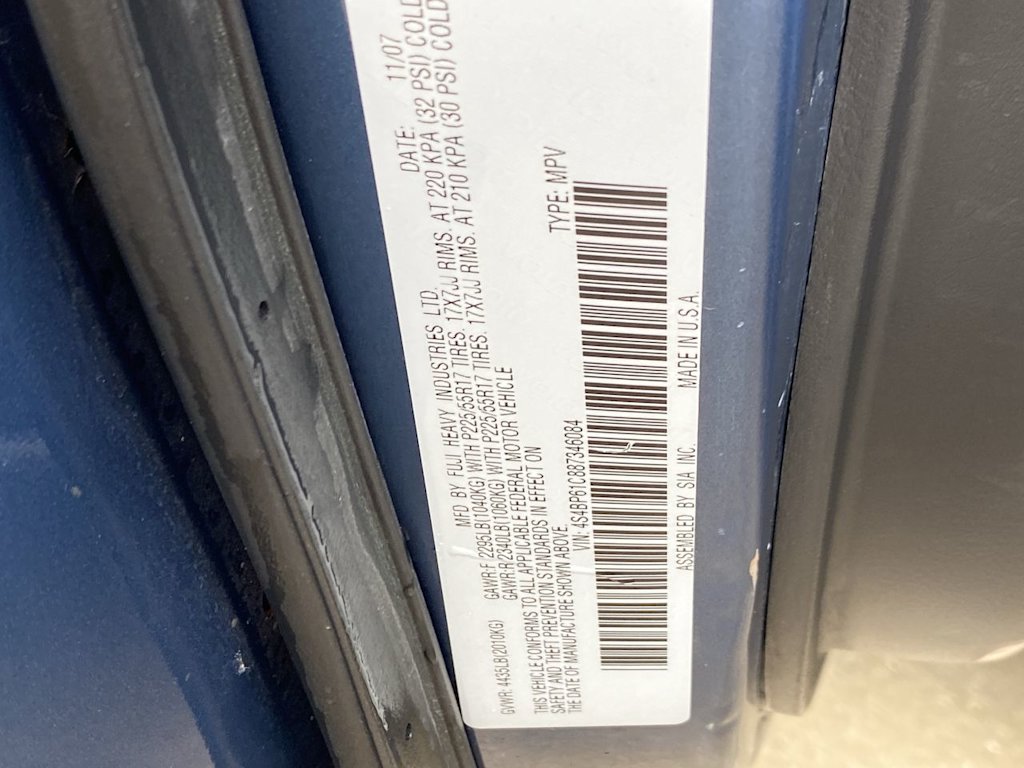 MFD BY FUJI HEAVY INDUSTRIES LTD. DATE: 11/07
GVWR: 4435LB(2010KG) GAWR:F 2295LB(1040KG) WITH P225/55R17 TIRES. 17X7JJ RIMS. AT 220 KPA (32 PSI) COLD
GAWR:R2340LB(1060KG) WITH P225/55R17 TIRES. 17X7JJ RIMS. AT 210 KPA (30 PSI) COLD
THIS VEHICLE CONFORMS TO ALL APPLICABLE FEDERAL MOTOR VEHICLE
SAFETY AND THEFT PREVENTION STANDARDS IN EFFECT ON
THE DATE OF MANUFACTURE SHOWN ABOVE.
VIN: 4S4BP61C887346084 TYPE: MPV
ASSEMBLED BY SIA INC. MADE IN U.S.A.